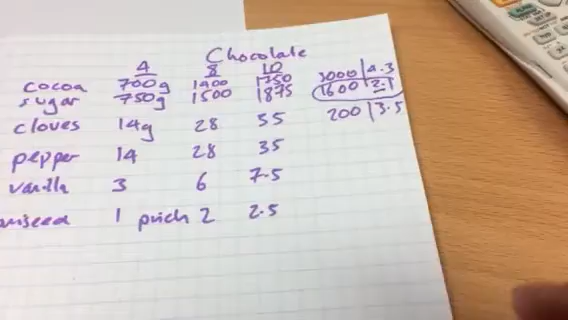 Chocolate
4 8 10
cocoa 700g 1400 1750 3000 | 4.3
sugar 750g 1500 1875 1600 | 2.1
cloves 14g 28 35 200 | 3.5
pepper 14 28 35
vanilla 3 6 7.5
1 pinch 2 2.5